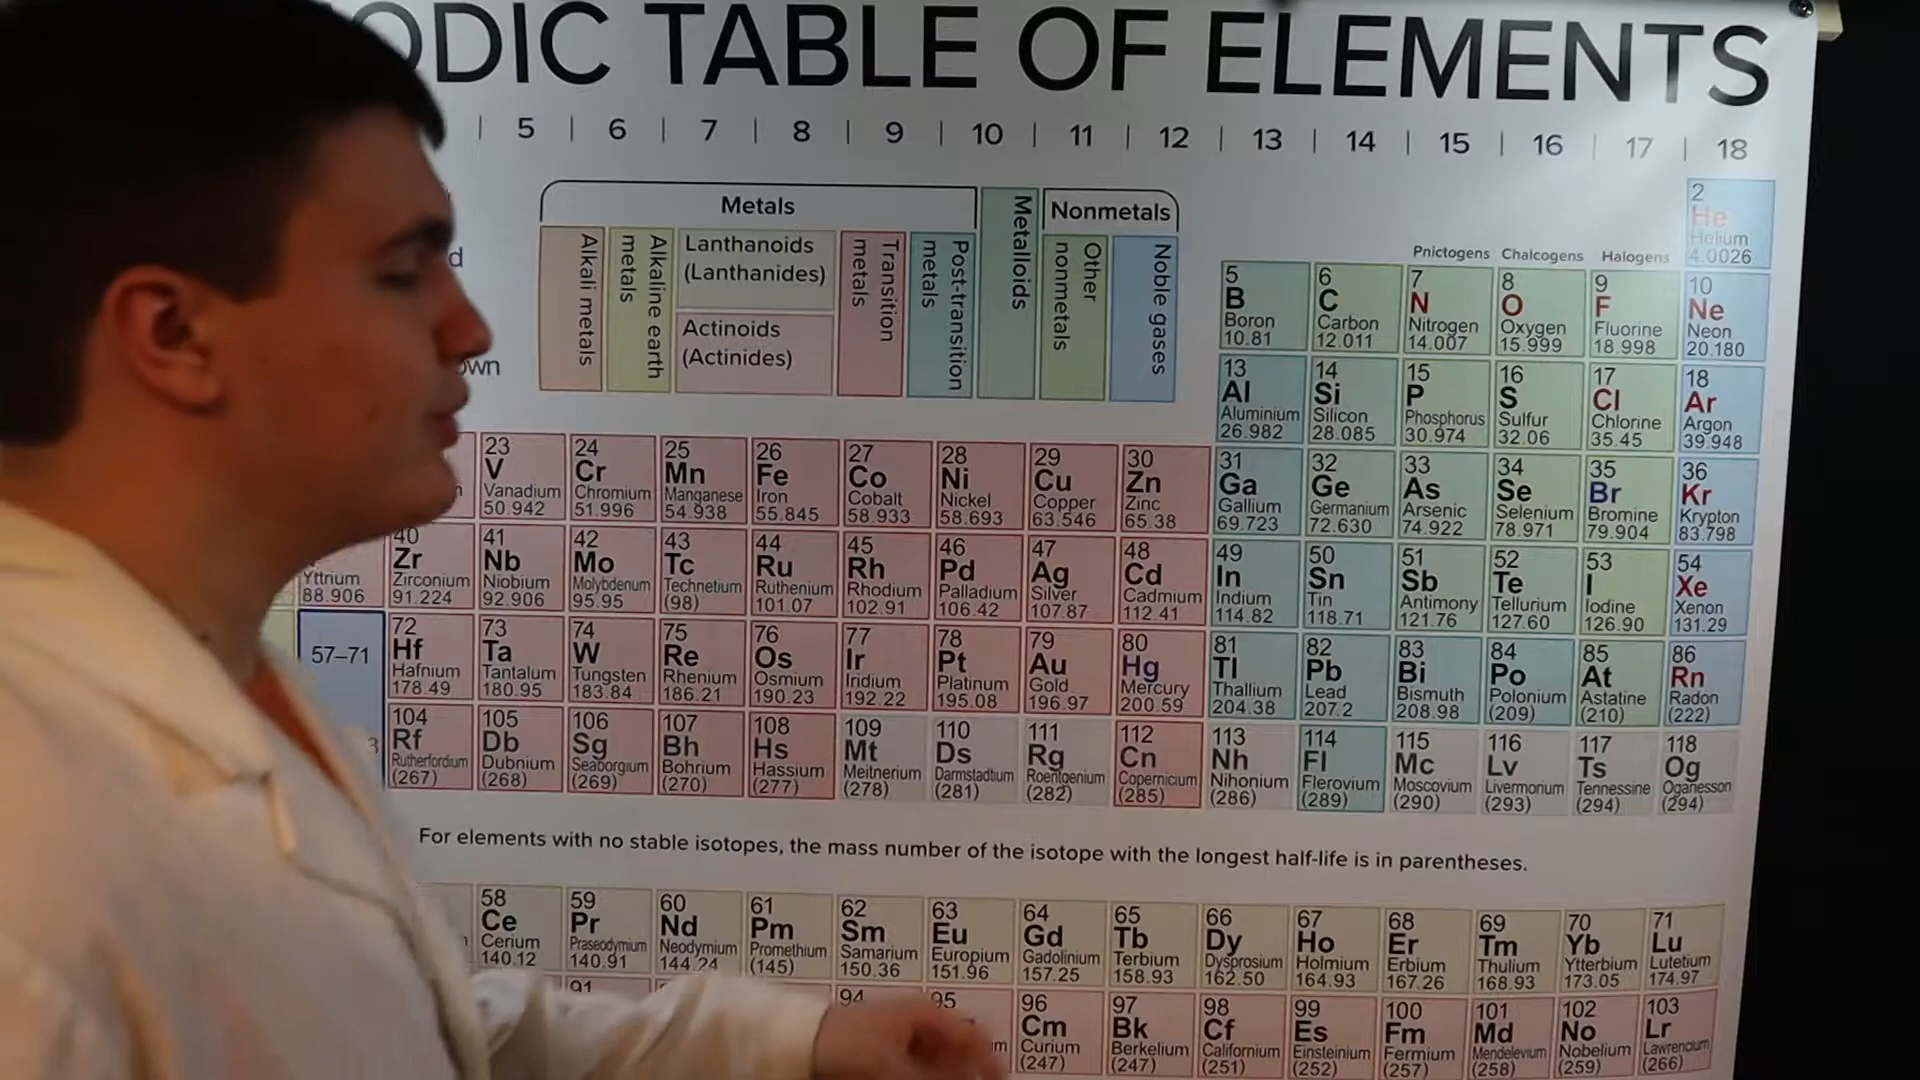 ODIC TABLE OF ELEMENTS
| 5 | 6 | 7 | 8 | 9 | 10 | 11 | 12 | 13 | 14 | 15 | 16 | 17 | 18
Metals
Metalloids
Nonmetals
Alkali metals
Alkaline earth
metals
Lanthanoids
(Lanthanides)
Actinoids
(Actinides)
Transition
metals
Post-transition
metals
Other
nonmetals
Noble gases
d
own
Pnictogens Chalcogens Halogens
2
He
Helium
4.0026
5 6 7 8 9 10
B C N O F Ne
Boron Carbon Nitrogen Oxygen Fluorine Neon
10.81 12.011 14.007 15.999 18.998 20.180
13 14 15 16 17 18
Al Si P S Cl Ar
Aluminium Silicon Phosphorus Sulfur Chlorine Argon
26.982 28.085 30.974 32.06 35.45 39.948
23 24 25 26 27 28 29 30 31 32 33 34 35 36
V Cr Mn Fe Co Ni Cu Zn Ga Ge As Se Br Kr
Vanadium Chromium Manganese Iron Cobalt Nickel Copper Zinc Gallium Germanium Arsenic Selenium Bromine Krypton
50.942 51.996 54.938 55.845 58.933 58.693 63.546 65.38 69.723 72.630 74.922 78.971 79.904 83.798
40 41 42 43 44 45 46 47 48 49 50 51 52 53 54
Zr Nb Mo Tc Ru Rh Pd Ag Cd In Sn Sb Te I Xe
Yttrium Zirconium Niobium Molybdenum Technetium Ruthenium Rhodium Palladium Silver Cadmium Indium Tin Antimony Tellurium Iodine Xenon
88.906 91.224 92.906 95.95 (98) 101.07 102.91 106.42 107.87 112.41 114.82 118.71 121.76 127.60 126.90 131.29
57–71
72 73 74 75 76 77 78 79 80 81 82 83 84 85 86
Hf Ta W Re Os Ir Pt Au Hg Tl Pb Bi Po At Rn
Hafnium Tantalum Tungsten Rhenium Osmium Iridium Platinum Gold Mercury Thallium Lead Bismuth Polonium Astatine Radon
178.49 180.95 183.84 186.21 190.23 192.22 195.08 196.97 200.59 204.38 207.2 208.98 (209) (210) (222)
3
104 105 106 107 108 109 110 111 112 113 114 115 116 117 118
Rf Db Sg Bh Hs Mt Ds Rg Cn Nh Fl Mc Lv Ts Og
Rutherfordium Dubnium Seaborgium Bohrium Hassium Meitnerium Darmstadtium Roentgenium Copernicium Nihonium Flerovium Moscovium Livermorium Tennessine Oganesson
(267) (268) (269) (270) (277) (278) (281) (282) (285) (286) (289) (290) (293) (294) (294)
For elements with no stable isotopes, the mass number of the isotope with the longest half-life is in parentheses.
58 59 60 61 62 63 64 65 66 67 68 69 70 71
Ce Pr Nd Pm Sm Eu Gd Tb Dy Ho Er Tm Yb Lu
Cerium Praseodymium Neodymium Promethium Samarium Europium Gadolinium Terbium Dysprosium Holmium Erbium Thulium Ytterbium Lutetium
140.12 140.91 144.24 (145) 150.36 151.96 157.25 158.93 162.50 164.93 167.26 168.93 173.05 174.97
91 94 95 96 97 98 99 100 101 102 103
Cm Bk Cf Es Fm Md No Lr
m Curium Berkelium Californium Einsteinium Fermium Mendelevium Nobelium Lawrencium
(247) (247) (251) (252) (257) (258) (259) (266)